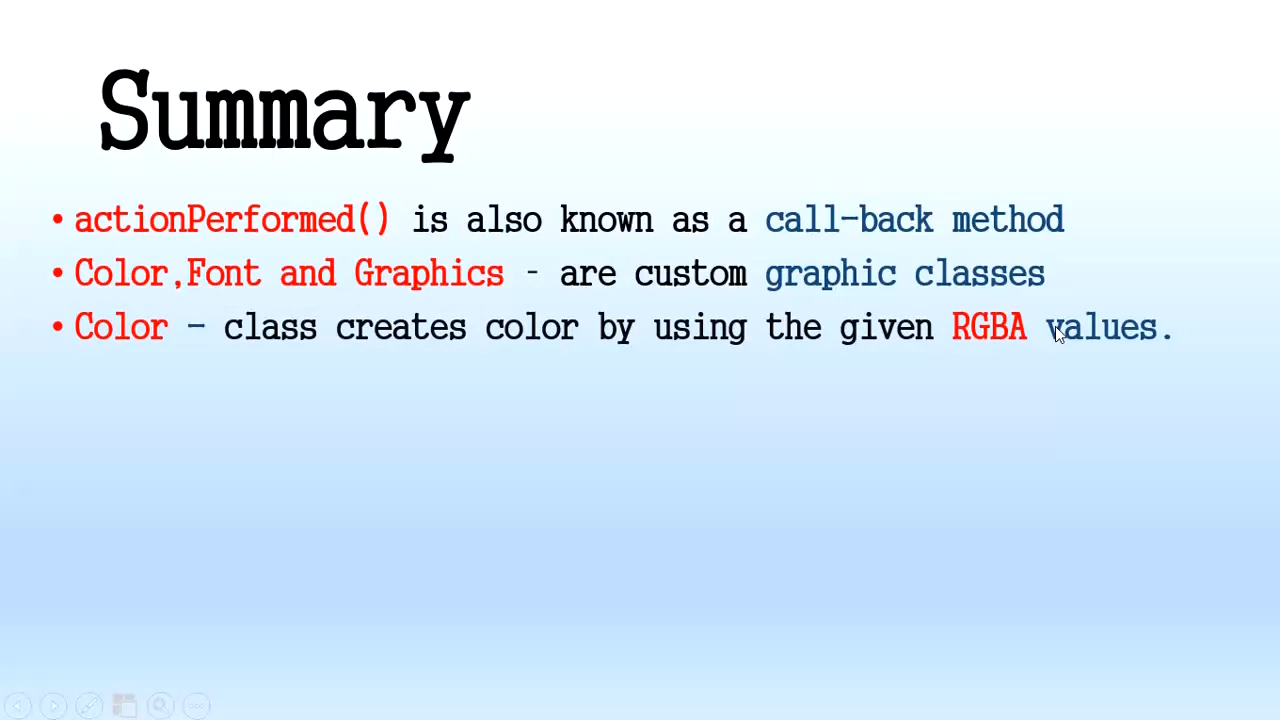 Summary
• actionPerformed() is also known as a call-back method
• Color,Font and Graphics - are custom graphic classes
• Color – class creates color by using the given RGBA values.